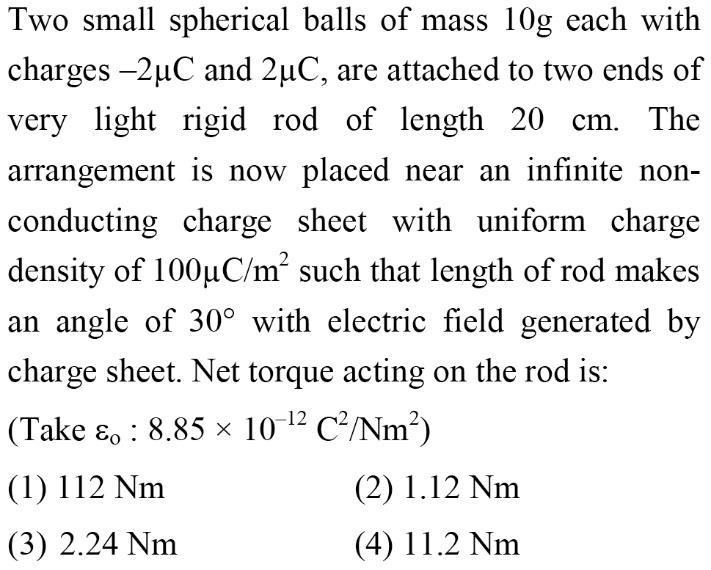 Two small spherical balls of mass 10g each with
charges –2μC and 2μC, are attached to two ends of
very light rigid rod of length 20 cm. The
arrangement is now placed near an infinite non-
conducting charge sheet with uniform charge
density of 100μC/m² such that length of rod makes
an angle of 30° with electric field generated by
charge sheet. Net torque acting on the rod is:
(Take ε₀ : 8.85 × 10⁻¹² C²/Nm²)
(1) 112 Nm (2) 1.12 Nm
(3) 2.24 Nm (4) 11.2 Nm